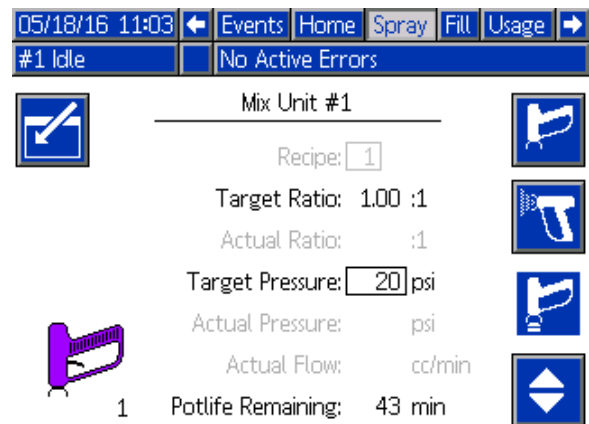 05/18/16 11:03 Events Home Spray Fill Usage
#1 Idle No Active Errors
Mix Unit #1
Recipe: 1
Target Ratio: 1.00 :1
Actual Ratio: :1
Target Pressure: 20 psi
Actual Pressure: psi
Actual Flow: cc/min
1 Potlife Remaining: 43 min